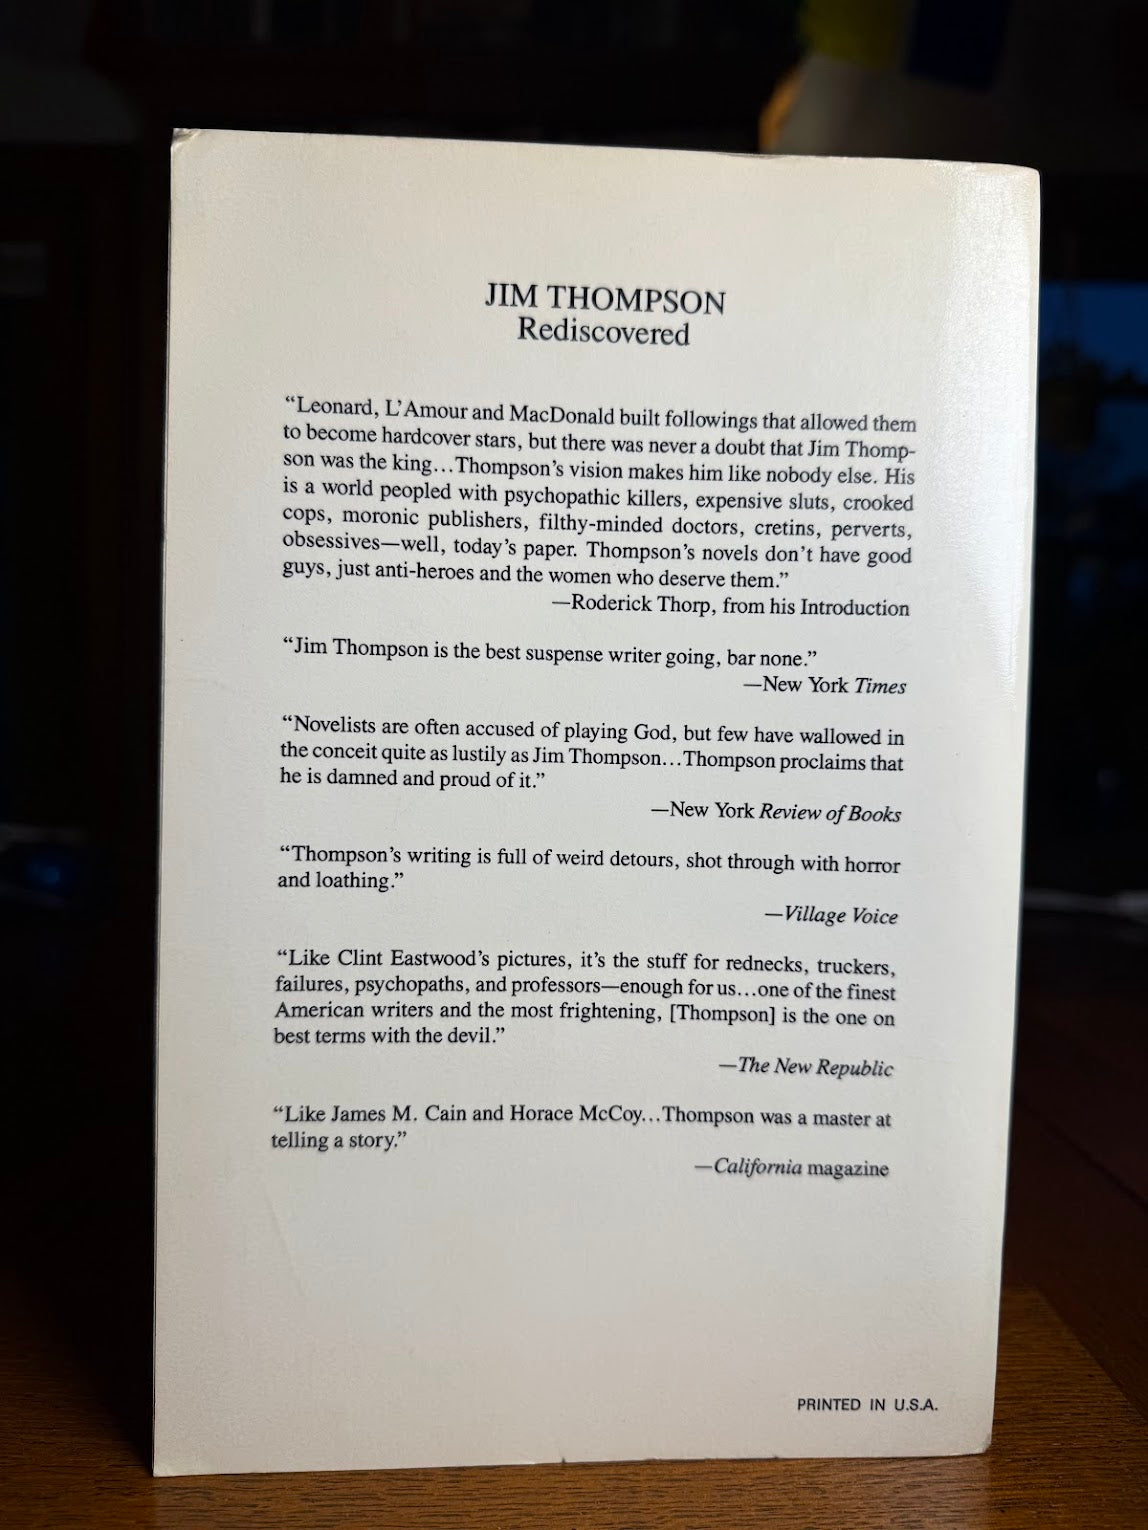 JIM THOMPSON
Rediscovered
“Leonard, L’Amour and MacDonald built followings that allowed them
to become hardcover stars, but there was never a doubt that Jim Thomp-
son was the king...Thompson’s vision makes him like nobody else. His
is a world peopled with psychopathic killers, expensive sluts, crooked
cops, moronic publishers, filthy-minded doctors, cretins, perverts,
obsessives—well, today’s paper. Thompson’s novels don’t have good
guys, just anti-heroes and the women who deserve them.”
—Roderick Thorp, from his Introduction
“Jim Thompson is the best suspense writer going, bar none.”
—New York Times
“Novelists are often accused of playing God, but few have wallowed in
the conceit quite as lustily as Jim Thompson...Thompson proclaims that
he is damned and proud of it.”
—New York Review of Books
“Thompson’s writing is full of weird detours, shot through with horror
and loathing.”
—Village Voice
“Like Clint Eastwood’s pictures, it’s the stuff for rednecks, truckers,
failures, psychopaths, and professors—enough for us...one of the finest
American writers and the most frightening, [Thompson] is the one on
best terms with the devil.”
—The New Republic
“Like James M. Cain and Horace McCoy...Thompson was a master at
telling a story.”
—California magazine
PRINTED IN U.S.A.